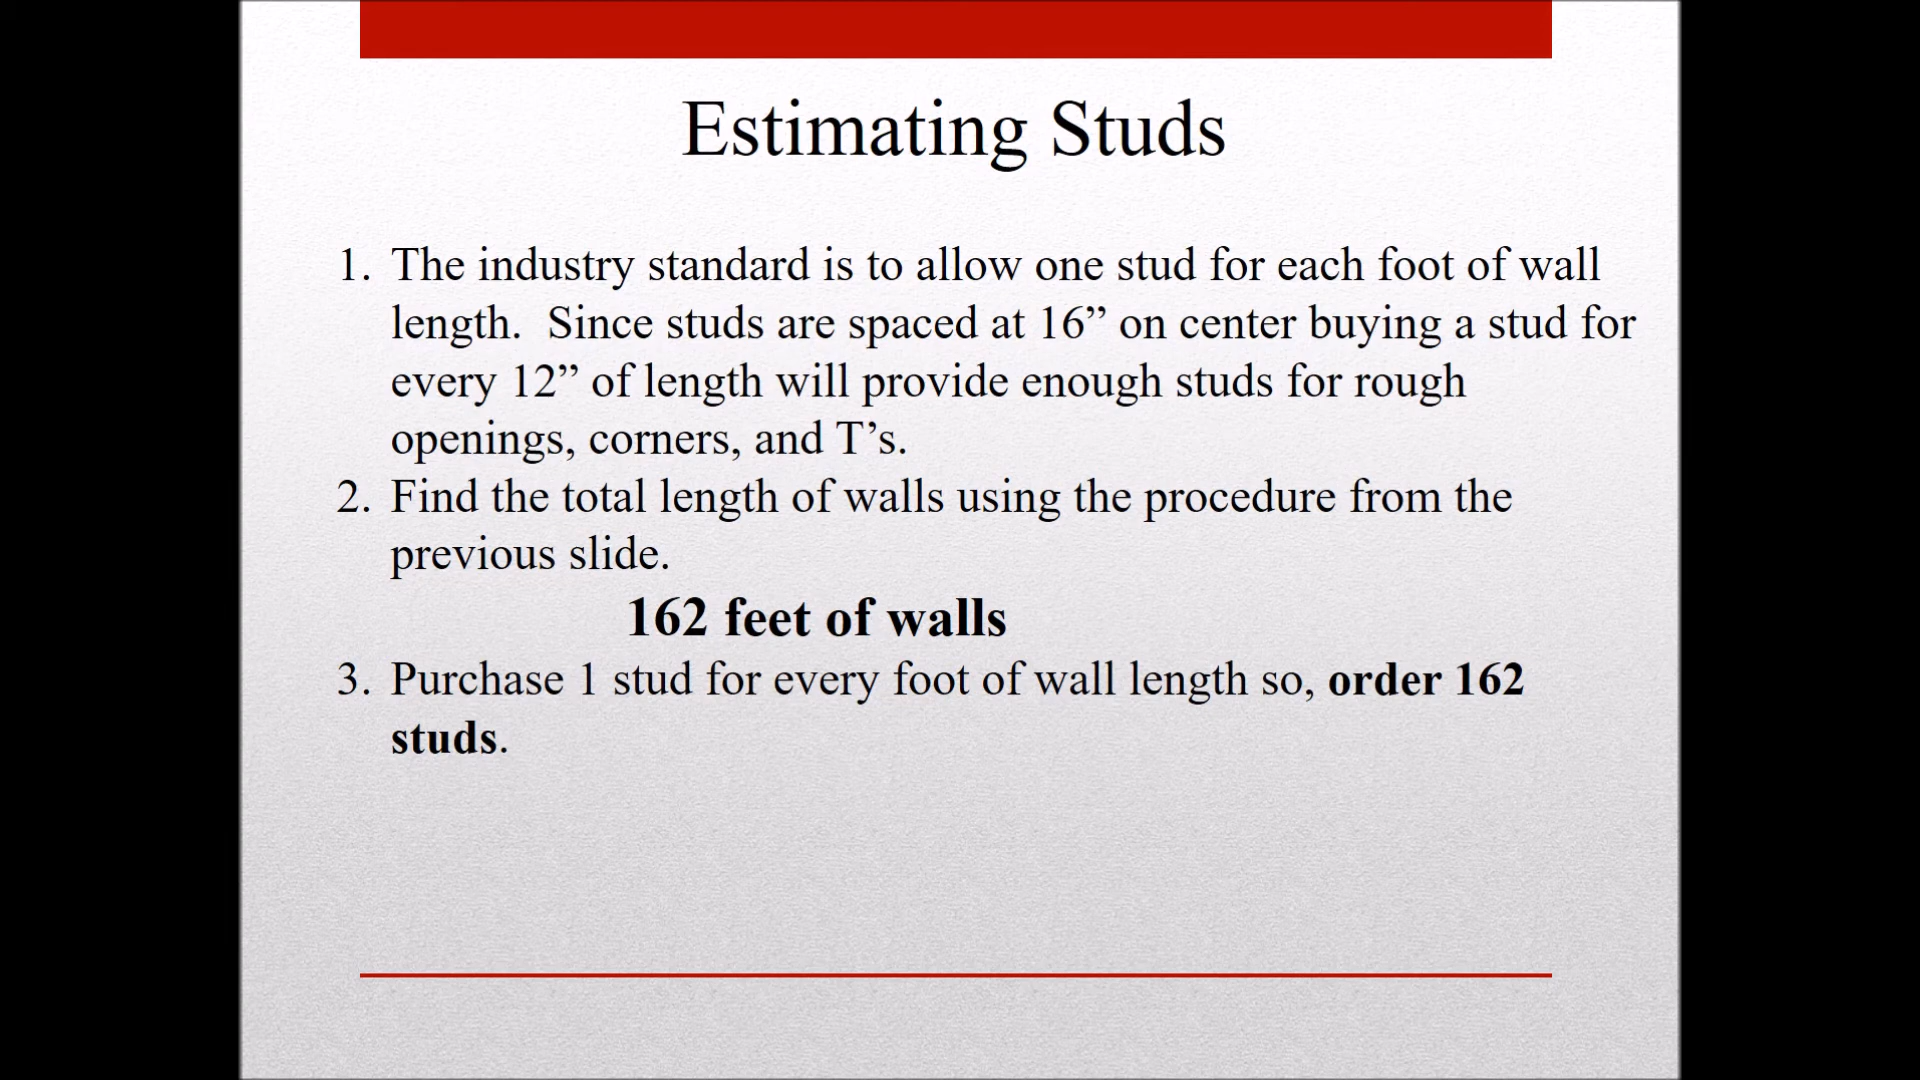 Estimating Studs
1. The industry standard is to allow one stud for each foot of wall
length.  Since studs are spaced at 16” on center buying a stud for
every 12” of length will provide enough studs for rough
openings, corners, and T’s.
2. Find the total length of walls using the procedure from the
previous slide.
162 feet of walls
3. Purchase 1 stud for every foot of wall length so, order 162
studs.